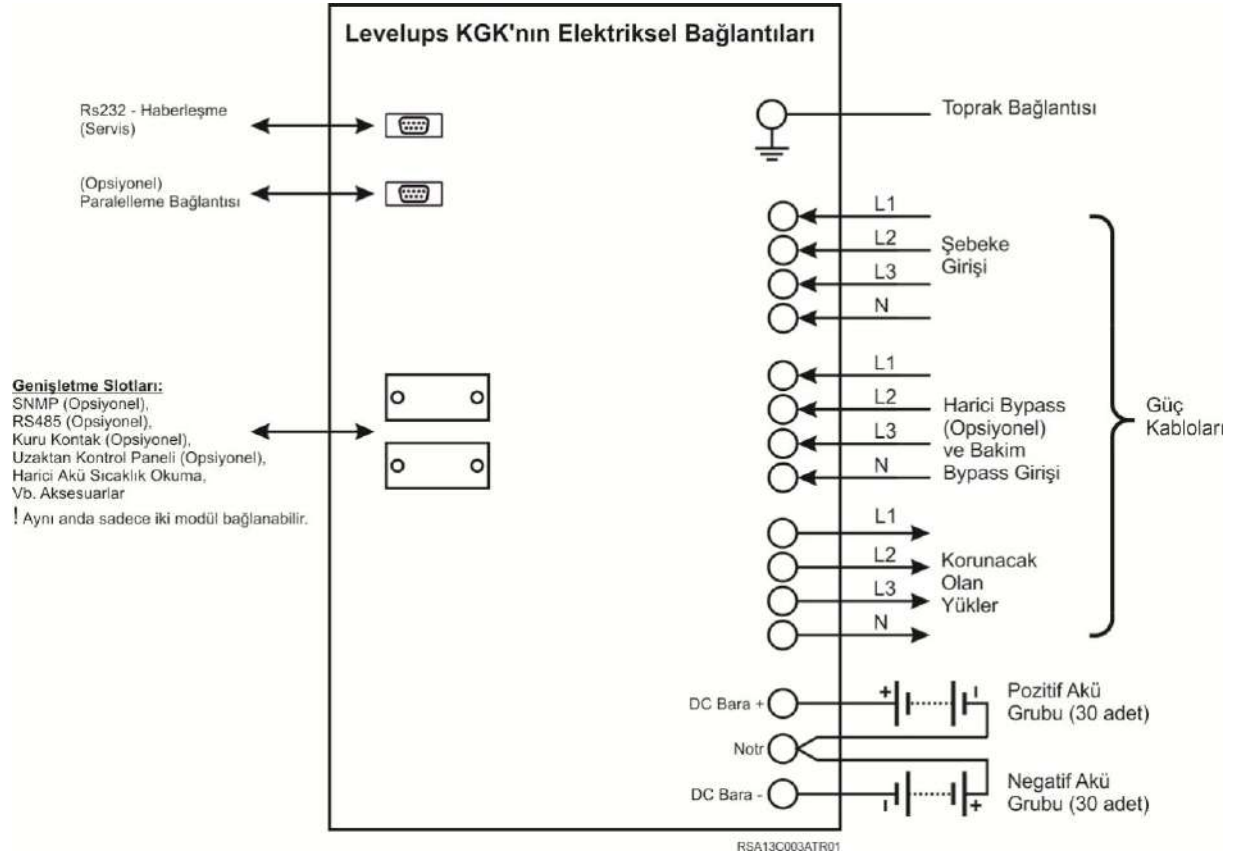 Levelups KGK'nın Elektriksel Bağlantıları
Rs232 - Haberleşme
(Servis)
(Opsiyonel)
Paralelleme Bağlantısı
Genişletme Slotları:
SNMP (Opsiyonel),
RS485 (Opsiyonel),
Kuru Kontak (Opsiyonel),
Uzaktan Kontrol Paneli (Opsiyonel),
Harici Akü Sıcaklık Okuma,
Vb. Aksesuarlar
! Aynı anda sadece iki modül bağlanabilir.
Toprak Bağlantısı
L1
L2
L3
N
Şebeke
Girişi
L1
L2
L3
N
Harici Bypass
(Opsiyonel)
ve Bakim
Bypass Girişi
L1
L2
L3
N
Korunacak
Olan
Yükler
Güç
Kabloları
DC Bara +
+
-
Pozitif Akü
Grubu (30 adet)
Notr
DC Bara -
-
+
Negatif Akü
Grubu (30 adet)
RSA13C003ATR01